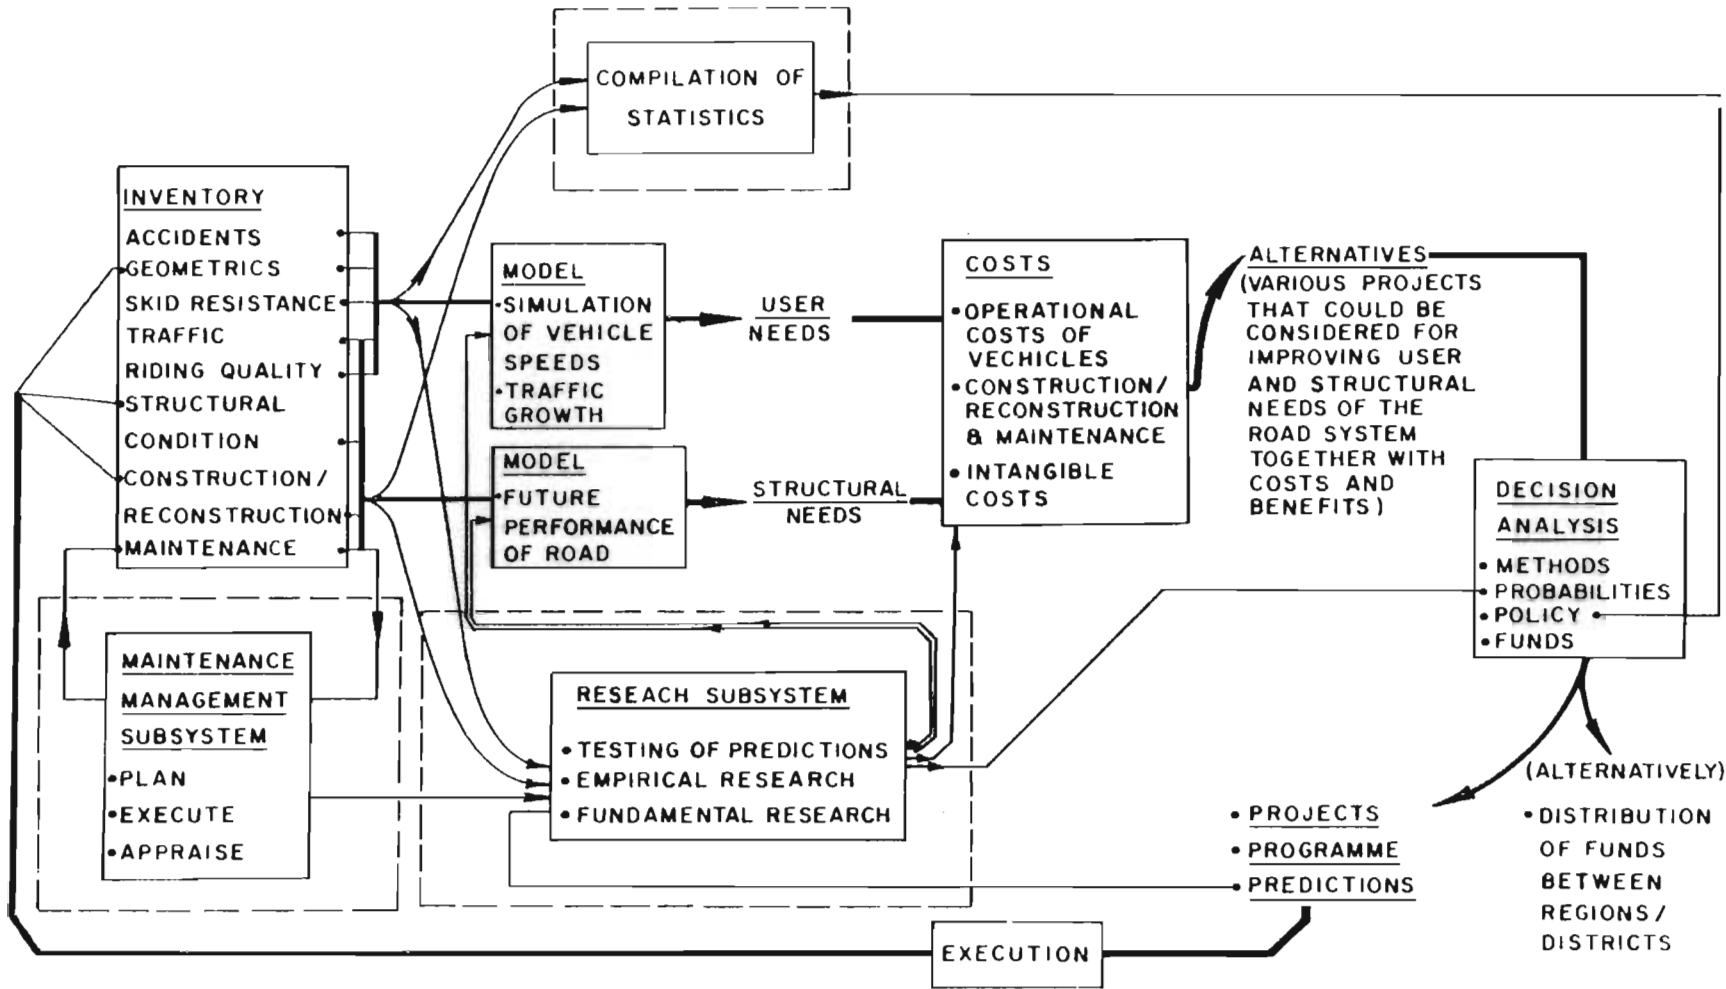 COMPILATION OF
STATISTICS
INVENTORY
ACCIDENTS
GEOMETRICS
SKID RESISTANCE
TRAFFIC
RIDING QUALITY
STRUCTURAL
CONDITION
CONSTRUCTION/
RECONSTRUCTION
MAINTENANCE
MODEL
•SIMULATION
OF VEHICLE
SPEEDS
•TRAFFIC
GROWTH
USER
NEEDS
MODEL
•FUTURE
PERFORMANCE
OF ROAD
STRUCTURAL
NEEDS
COSTS
•OPERATIONAL
COSTS OF
VECHICLES
•CONSTRUCTION/
RECONSTRUCTION
& MAINTENANCE
•INTANGIBLE
COSTS
ALTERNATIVES
(VARIOUS PROJECTS
THAT COULD BE
CONSIDERED FOR
IMPROVING USER
AND STRUCTURAL
NEEDS OF THE
ROAD SYSTEM
TOGETHER WITH
COSTS AND
BENEFITS)
DECISION
ANALYSIS
•METHODS
•PROBABILITIES
•POLICY •
•FUNDS
MAINTENANCE
MANAGEMENT
SUBSYSTEM
•PLAN
•EXECUTE
•APPRAISE
RESEACH SUBSYSTEM
•TESTING OF PREDICTIONS
•EMPIRICAL RESEARCH
•FUNDAMENTAL RESEARCH
•PROJECTS
•PROGRAMME
•PREDICTIONS
(ALTERNATIVELY)
•DISTRIBUTION
OF FUNDS
BETWEEN
REGIONS/
DISTRICTS
EXECUTION